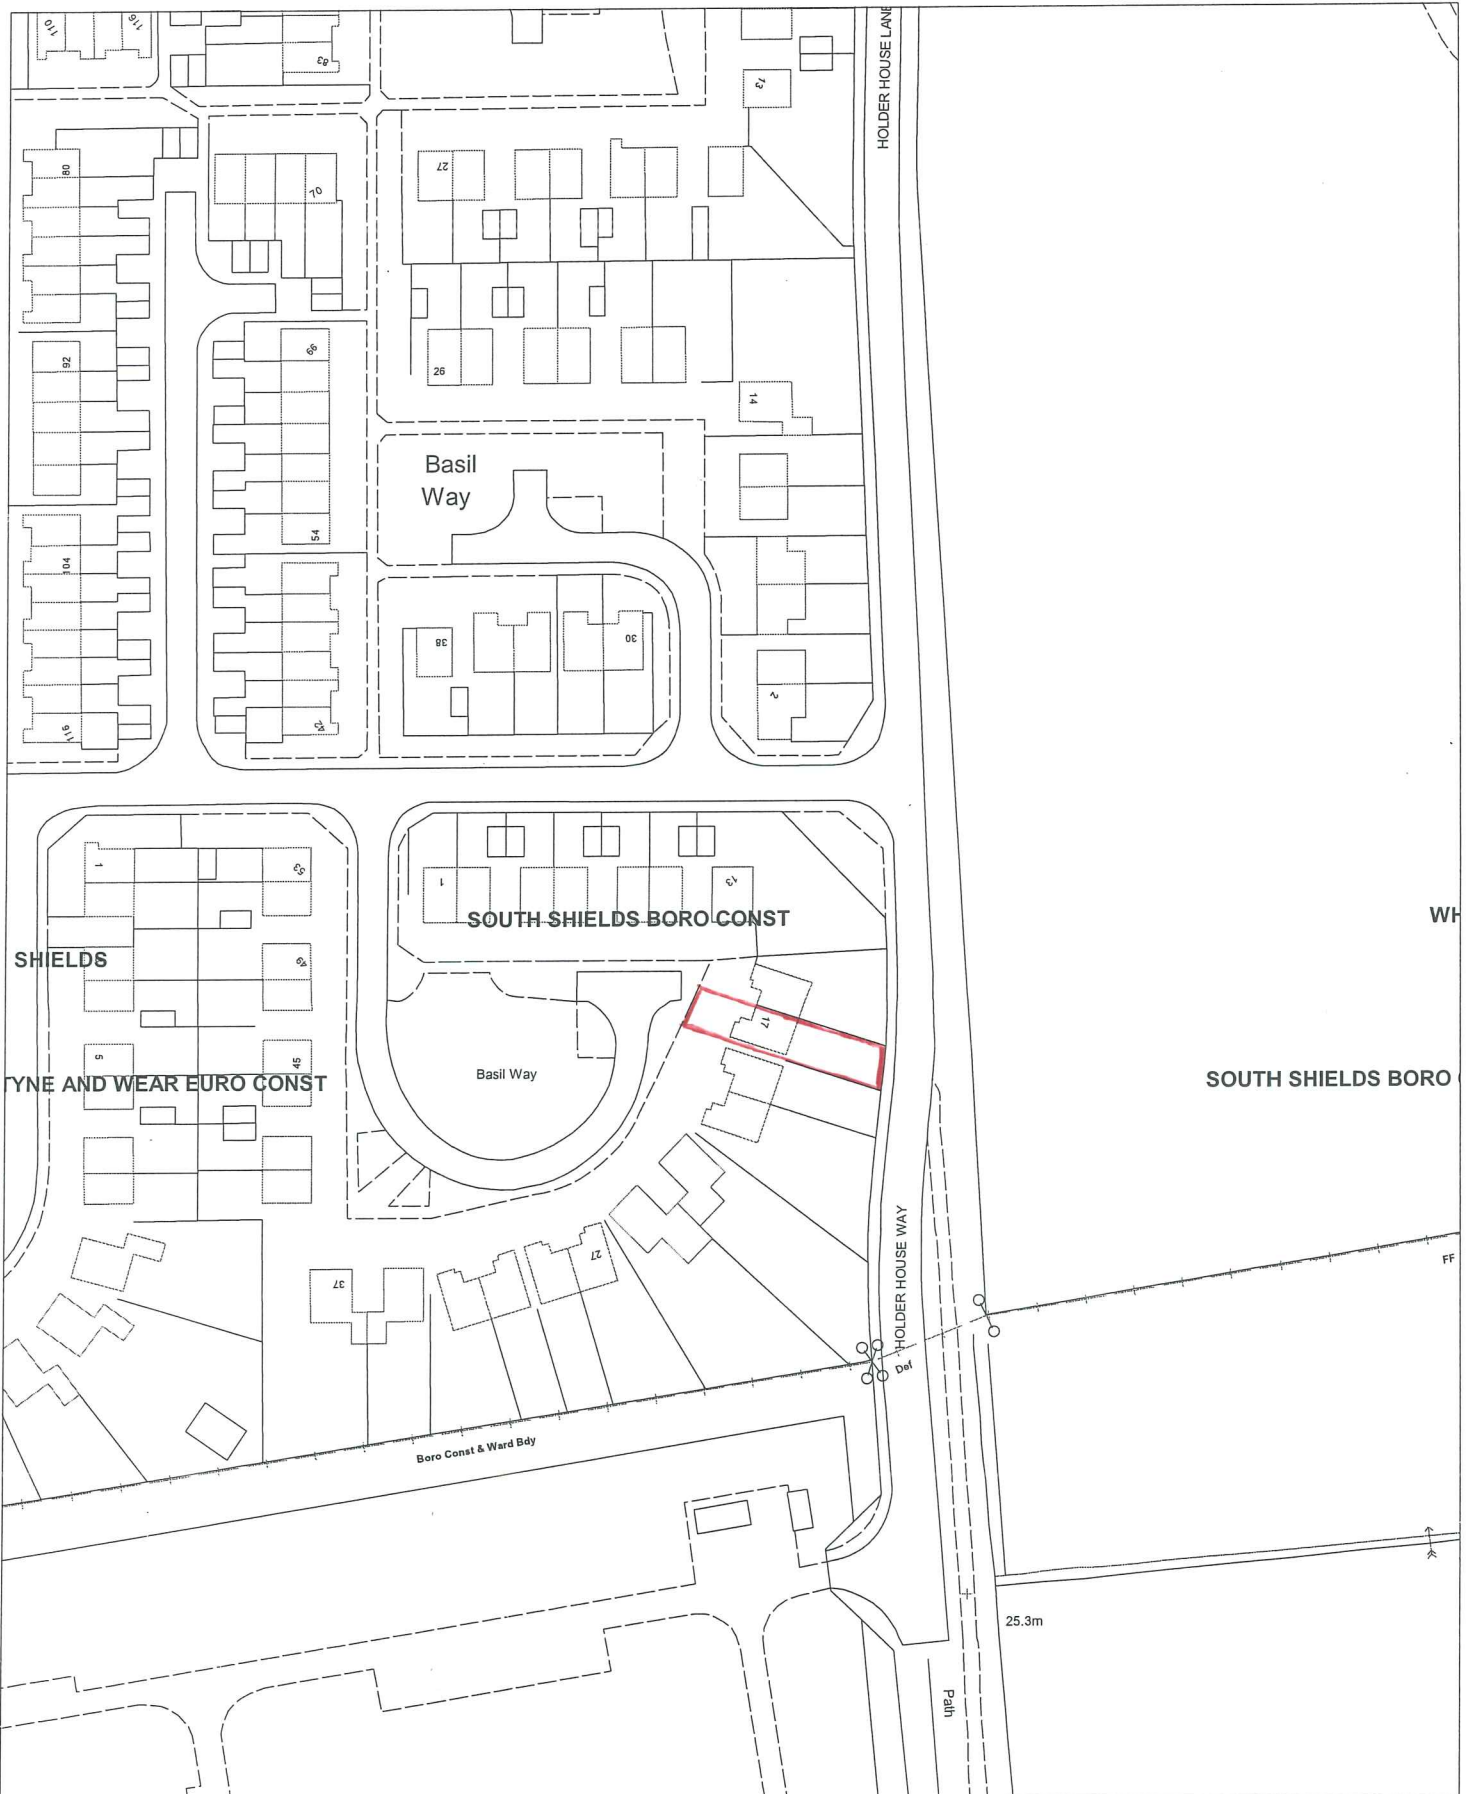 110
116
83
HOLDER HOUSE LANE
73
80
27
70
92
66
26
14
Basil
Way
54
104
38
30
2
116
42
1
53
1
13
SOUTH SHIELDS BORO CONST
WH
SHIELDS
49
17
5
45
Basil Way
TYNE AND WEAR EURO CONST
SOUTH SHIELDS BORO
HOLDER HOUSE WAY
27
37
FF
Def
Boro Const & Ward Bdy
25.3m
Path